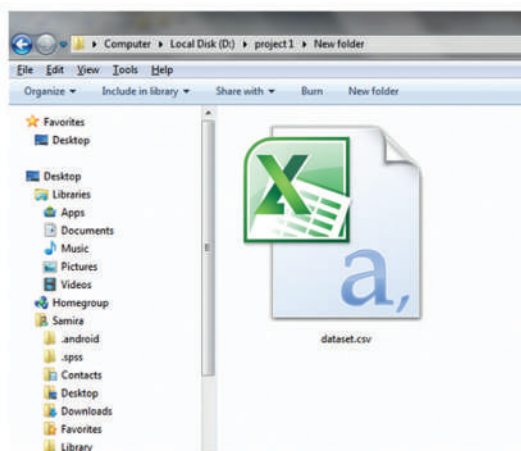 Computer ▸ Local Disk (D:) ▸ project 1 ▸ New folder
File Edit View Tools Help
Organize Include in library Share with Burn New folder
Favorites
Desktop
Desktop
Libraries
Apps
Documents
Music
Pictures
Videos
Homegroup
Samira
.android
.spss
Contacts
Desktop
Downloads
Favorites
Library
a,
dataset.csv